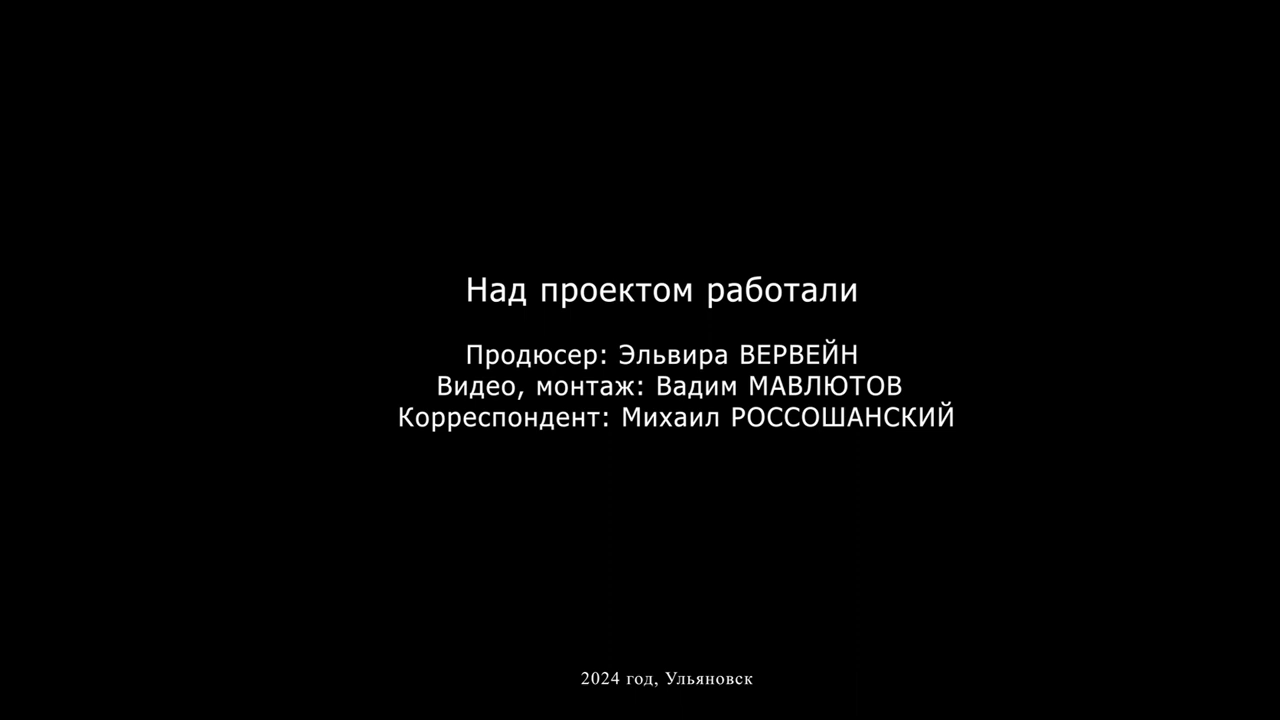 Над проектом работали
Продюсер: Эльвира ВЕРВЕЙН
Видео, монтаж: Вадим МАВЛЮТОВ
Корреспондент: Михаил РОССОШАНСКИЙ
2024 год, Ульяновск